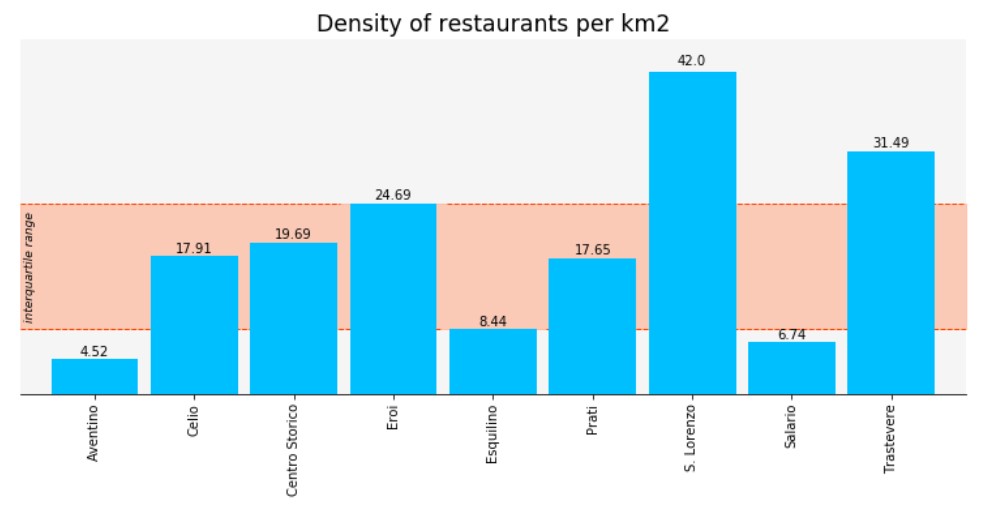 Density of restaurants per km2
42.0
31.49
24.69
19.69
17.91
17.65
8.44
6.74
4.52
interquartile range
Aventino
Celio
Centro Storico
Eroi
Esquilino
Prati
S. Lorenzo
Salario
Trastevere